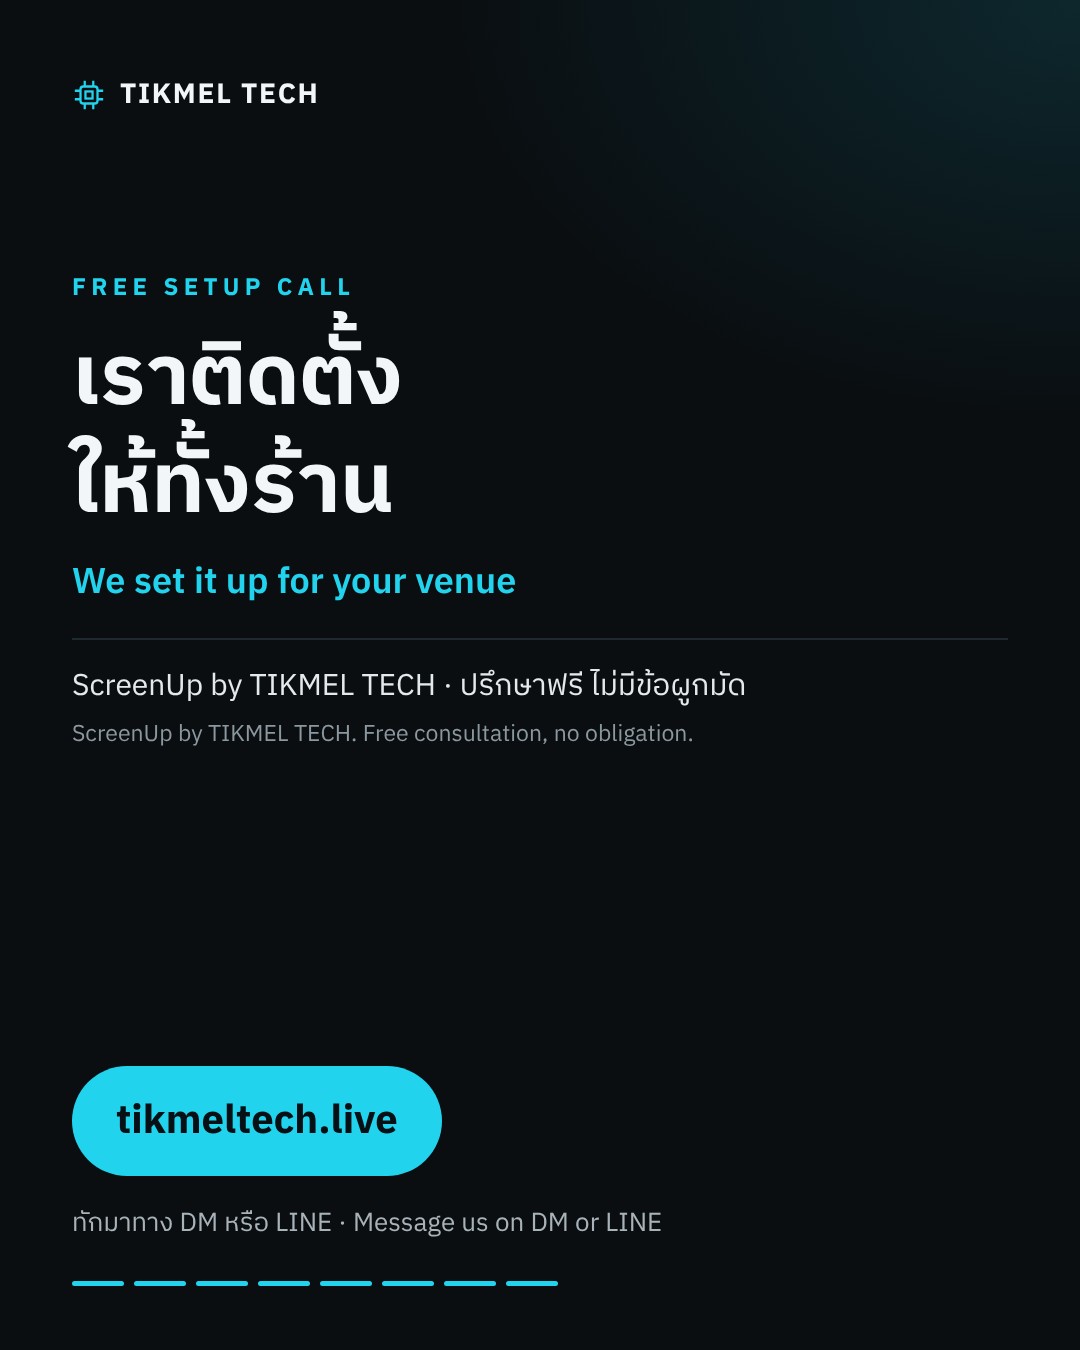 TIKMEL TECH
FREE SETUP CALL
เราติดตั้ง
ให้ทั้งร้าน
We set it up for your venue
ScreenUp by TIKMEL TECH · ปรึกษาฟรี ไม่มีข้อผูกมัด
ScreenUp by TIKMEL TECH. Free consultation, no obligation.
tikmeltech.live
ทักมาทาง DM หรือ LINE · Message us on DM or LINE